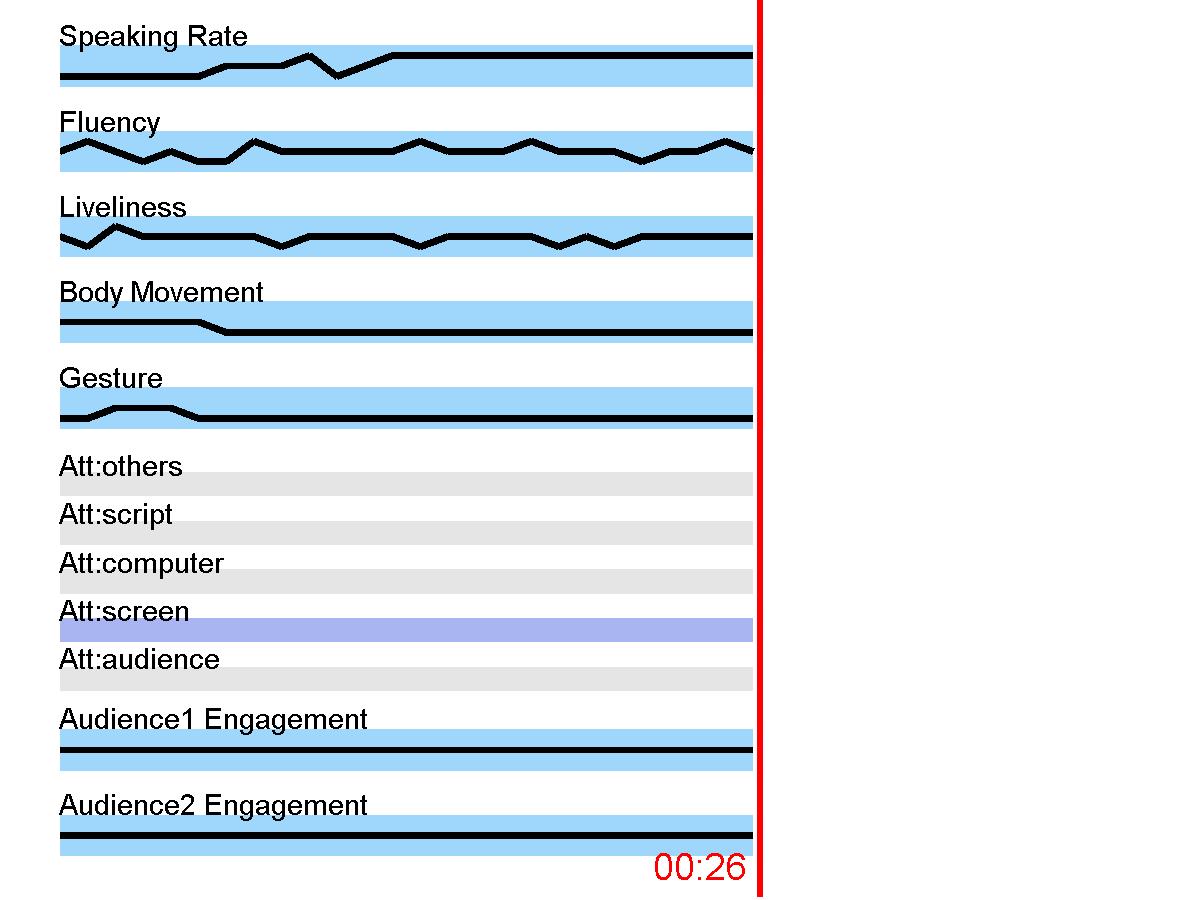 Speaking Rate
Fluency
Liveliness
Body Movement
Gesture
Att:others
Att:script
Att:computer
Att:screen
Att:audience
Audience1 Engagement
Audience2 Engagement
00:26